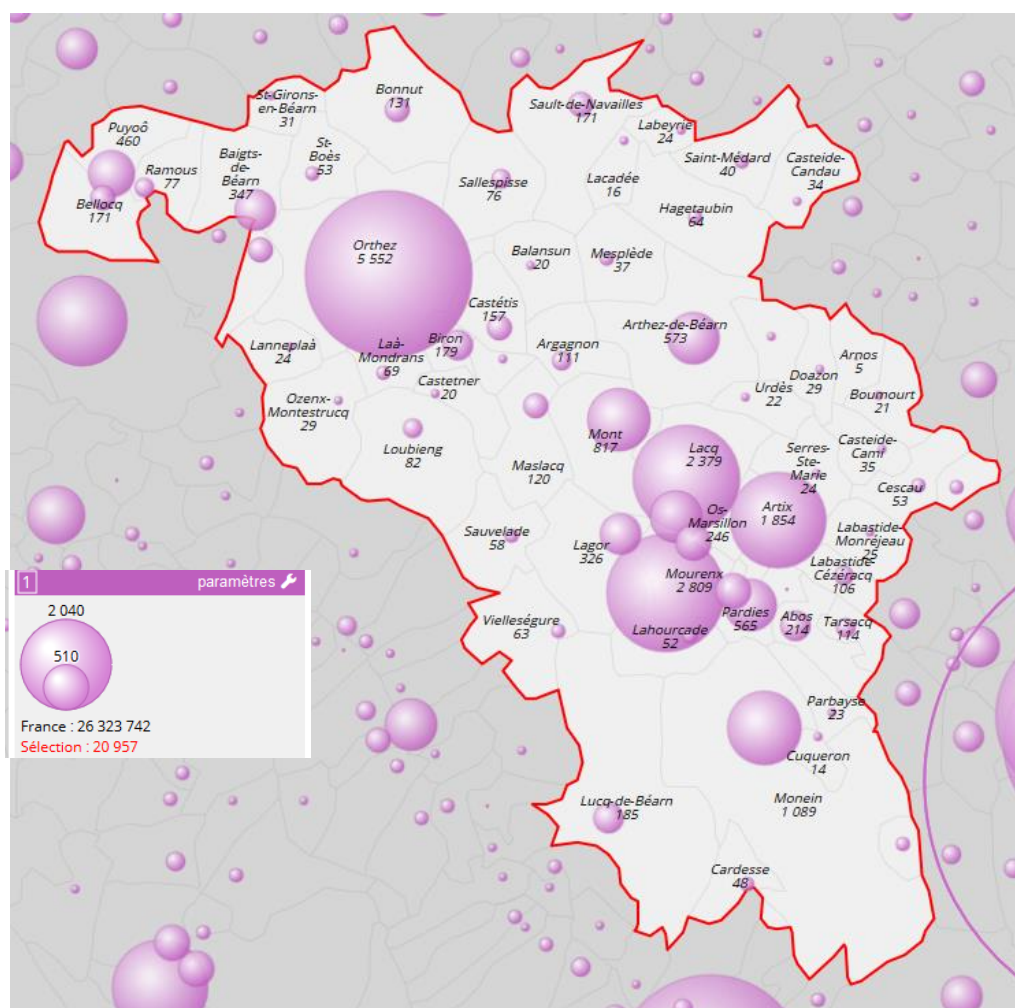 St-Girons-
en-Béarn
31
Bonnut
131
Sault-de-Navailles
171
Labeyrie
24
Puyoô
460
Ramous
77
Baigts-
de-
Béarn
347
St-
Boès
53
Bellocq
171
Sallespisse
76
Lacadée
16
Saint-Médard
40
Casteide-
Candau
34
Hagetaubin
64
Orthez
5 552
Balansun
20
Mesplède
37
Castétis
157
Arthez-de-Béarn
573
Lanneplaà
24
Laà-
Mondrans
69
Biron
179
Argagnon
111
Castetner
20
Arnos
5
Doazon
29
Urdès
22
Boumourt
21
Ozenx-
Montestrucq
29
Loubieng
82
Mont
817
Lacq
2 379
Maslacq
120
Serres-
Ste-
Marie
24
Casteide-
Cami
35
Cescau
53
Artix
1 854
Os-
Marsillon
246
Sauvelade
58
Lagor
326
Labastide-
Monréjeau
25
Labastide-
Cézéracq
106
Mourenx
2 809
Pardies
565
Abos
214
Tarsacq
114
Vielleségure
63
Lahourcade
52
Parbayse
23
Cuqueron
14
Monein
1 089
Lucq-de-Béarn
185
Cardesse
48
1
paramètres
2 040
510
France : 26 323 742
Sélection : 20 957